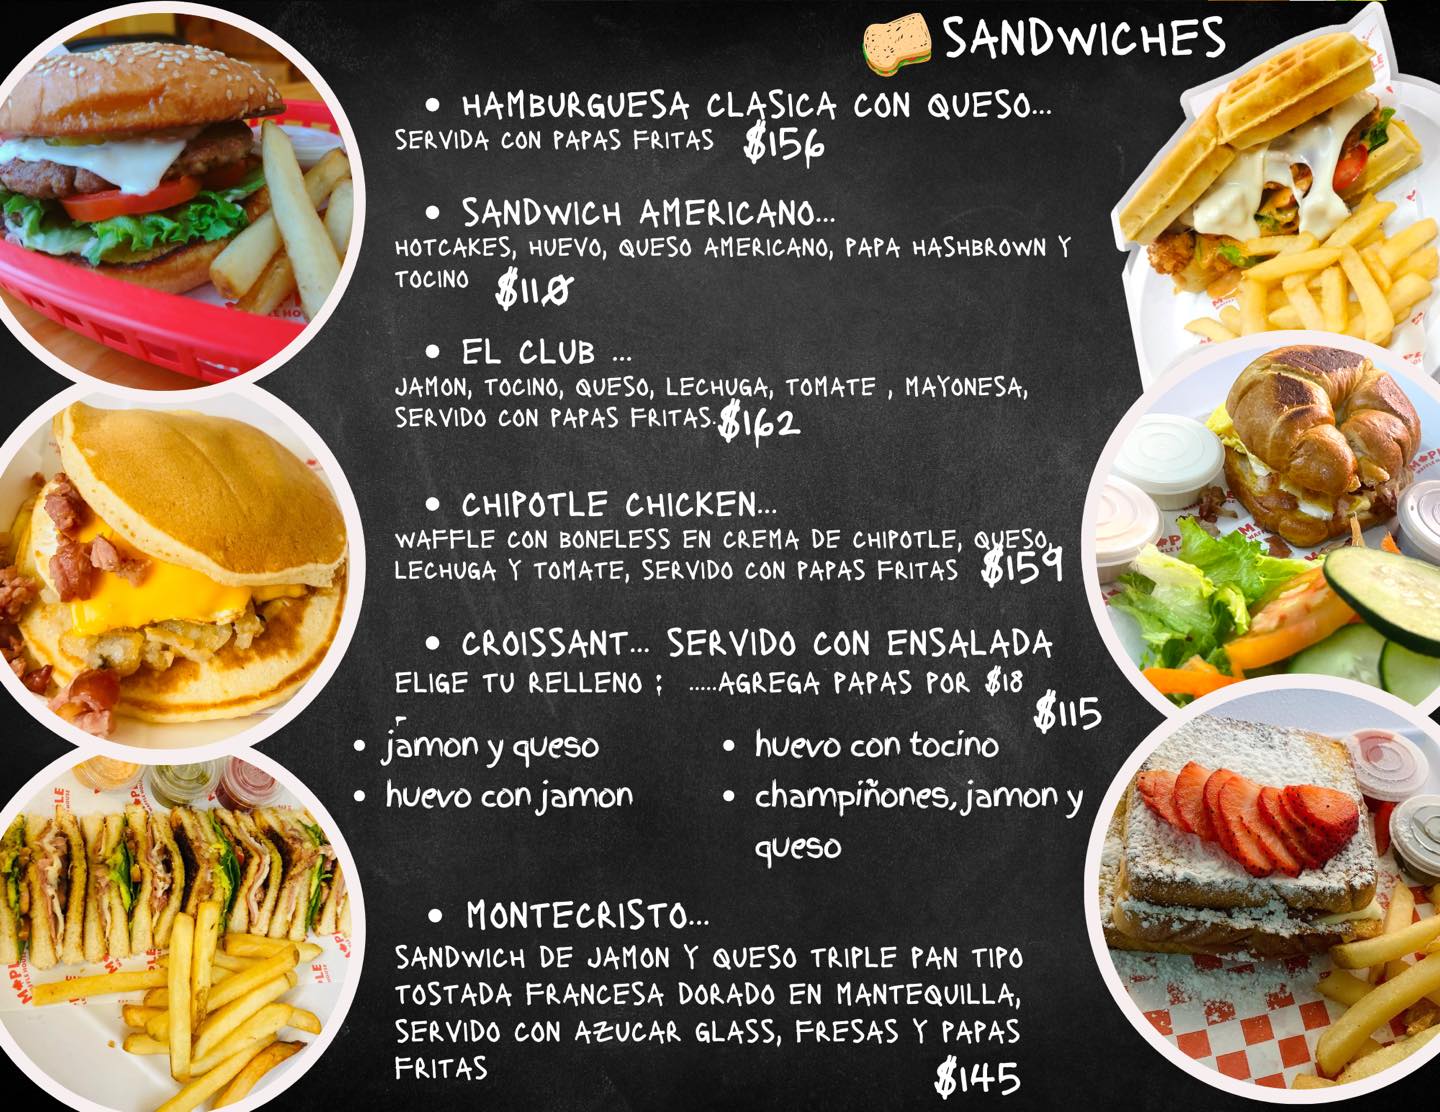 SANDWICHES
• HAMBURGUESA CLASICA CON QUESO...
SERVIDA CON PAPAS FRITAS $156
• SANDWICH AMERICANO...
HOTCAKES, HUEVO, QUESO AMERICANO, PAPA HASHBROWN Y
TOCINO $110
• EL CLUB ...
JAMON, TOCINO, QUESO, LECHUGA, TOMATE , MAYONESA,
SERVIDO CON PAPAS FRITAS. $162
• CHIPOTLE CHICKEN...
WAFFLE CON BONELESS EN CREMA DE CHIPOTLE, QUESO,
LECHUGA Y TOMATE, SERVIDO CON PAPAS FRITAS $159
• CROISSANT... SERVIDO CON ENSALADA
ELIGE TU RELLENO : .....AGREGA PAPAS POR $18
$115
• jamon y queso
• huevo con jamon
• huevo con tocino
• champiñones, jamon y
queso
• MONTECRISTO...
SANDWICH DE JAMON Y QUESO TRIPLE PAN TIPO
TOSTADA FRANCESA DORADO EN MANTEQUILLA,
SERVIDO CON AZUCAR GLASS, FRESAS Y PAPAS
FRITAS $145